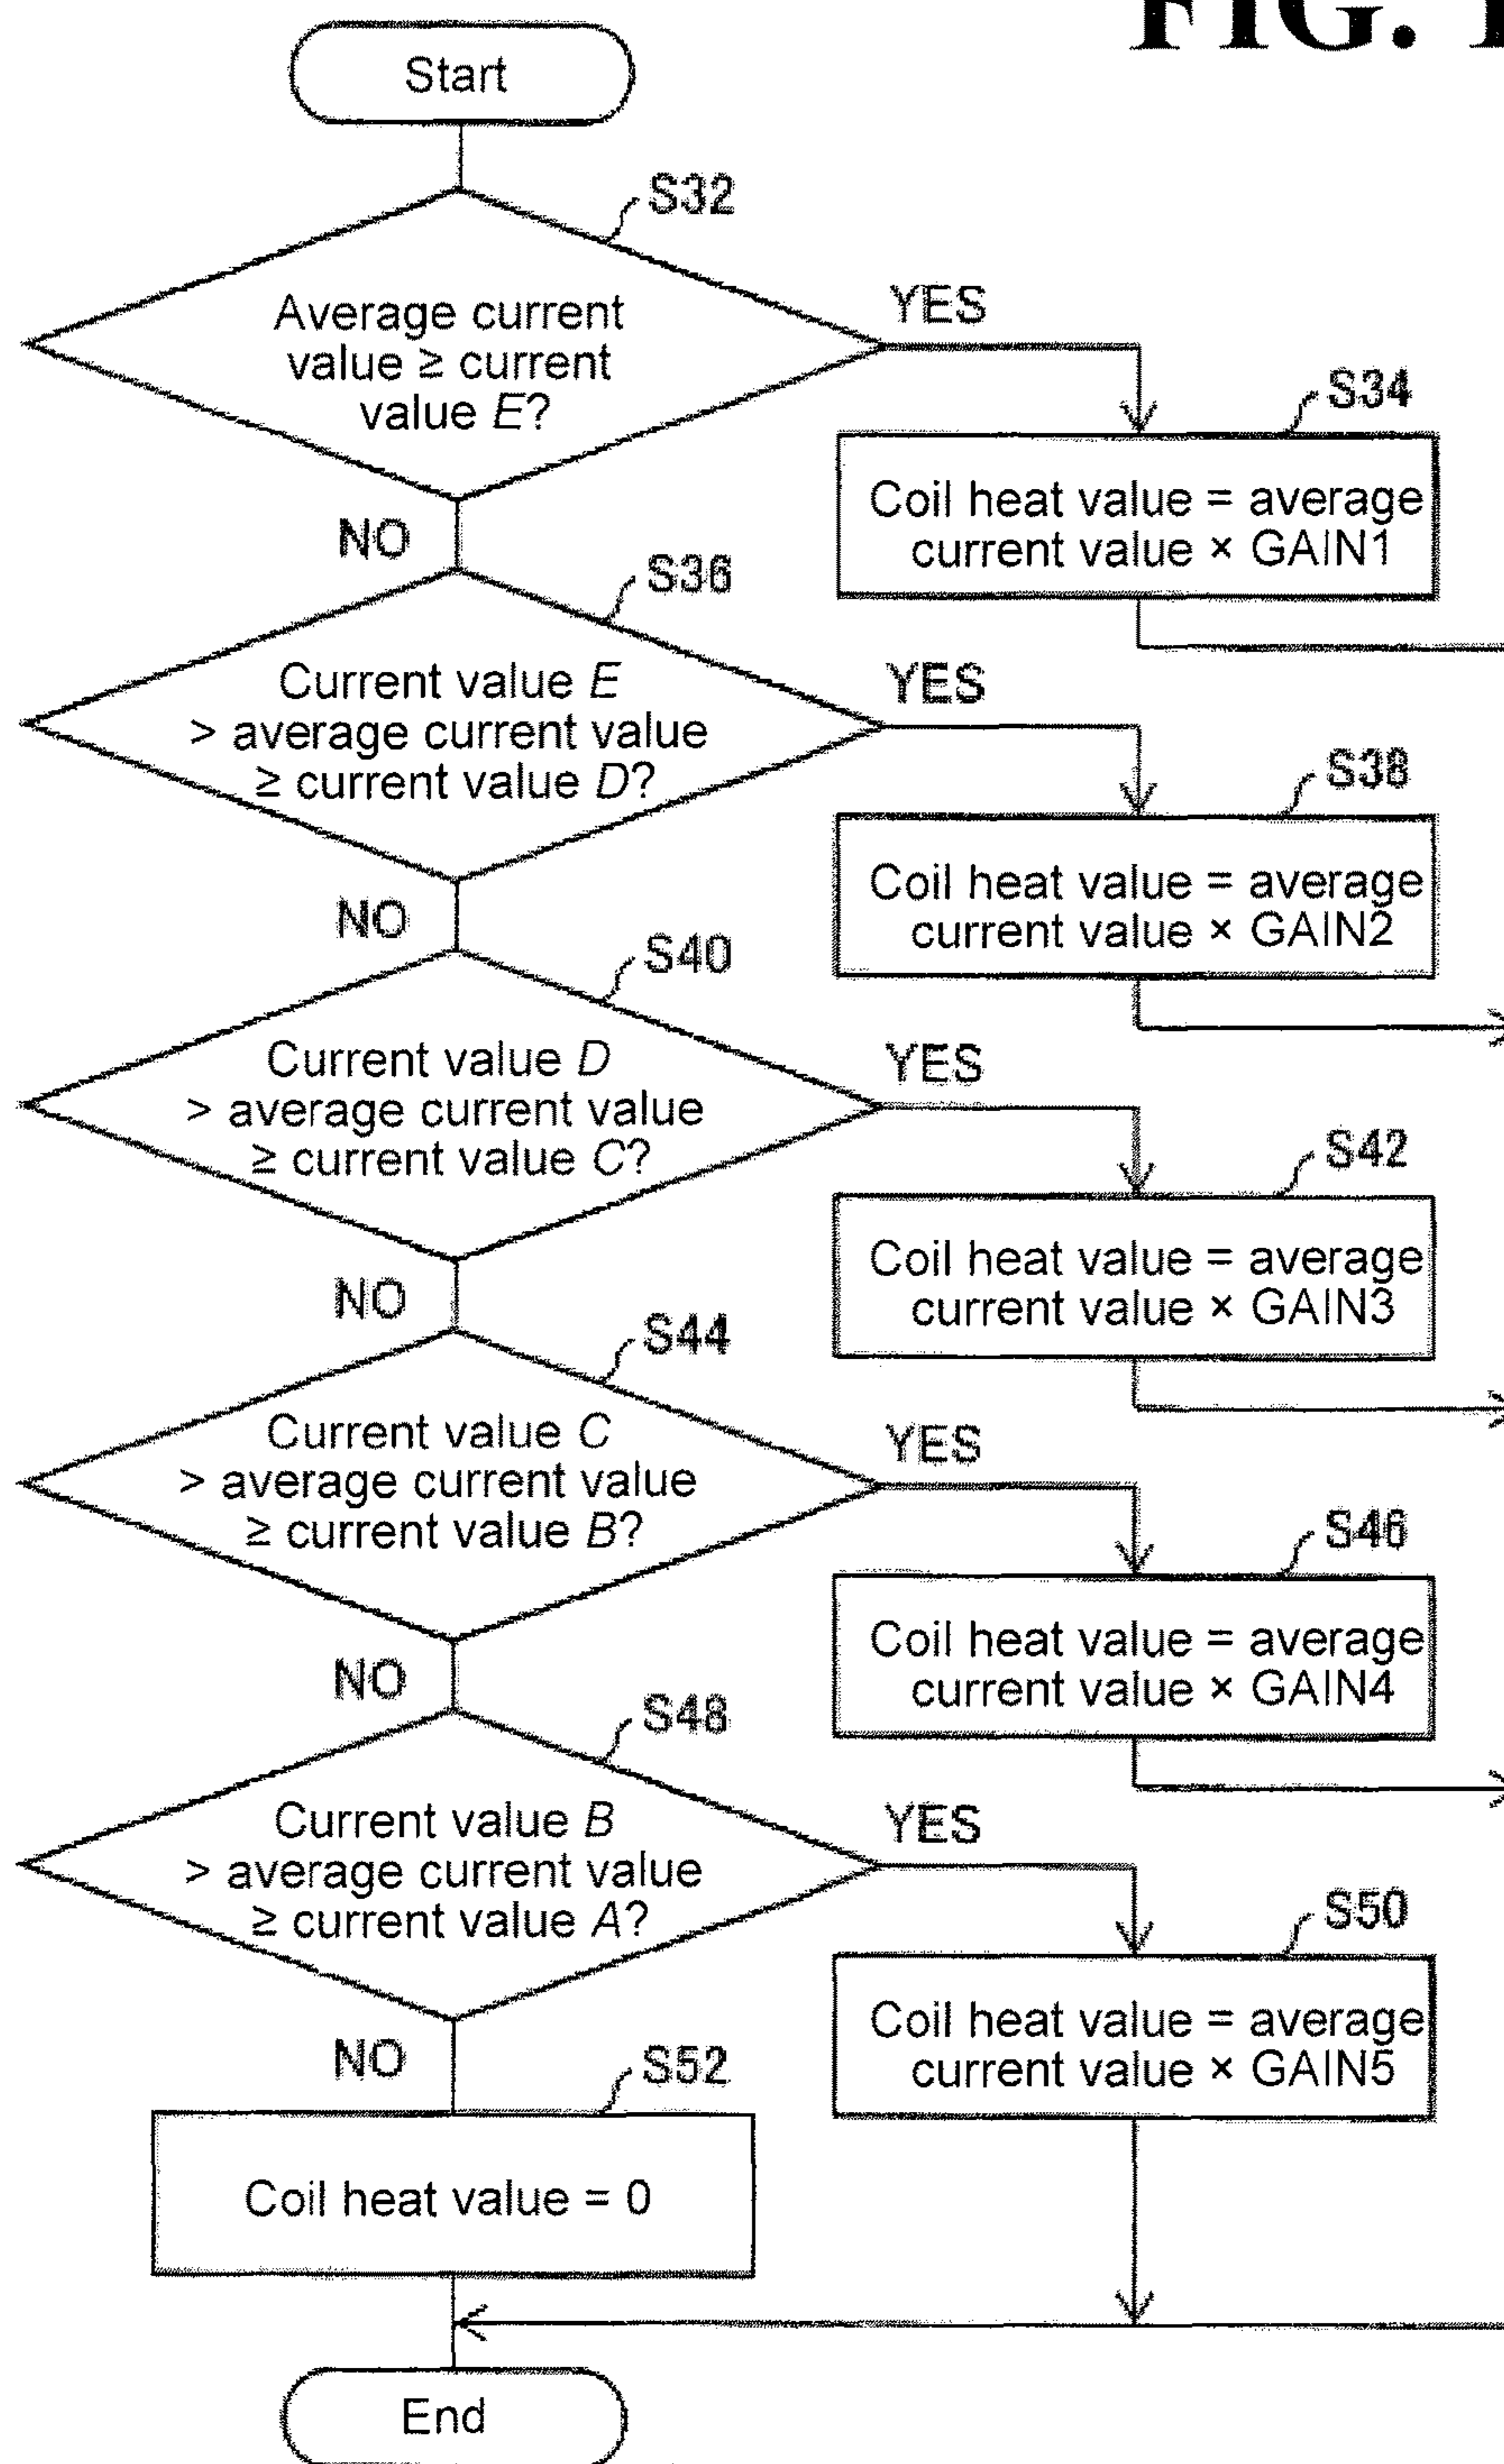 FIG. 1
Start
S32
Average current
value ≥ current
value E?
YES
S34
Coil heat value = average
current value × GAIN1
NO
S36
Current value E
> average current value
≥ current value D?
YES
S38
Coil heat value = average
current value × GAIN2
NO
S40
Current value D
> average current value
≥ current value C?
YES
S42
Coil heat value = average
current value × GAIN3
NO
S44
Current value C
> average current value
≥ current value B?
YES
S46
Coil heat value = average
current value × GAIN4
NO
S48
Current value B
> average current value
≥ current value A?
YES
S50
Coil heat value = average
current value × GAIN5
NO
S52
Coil heat value = 0
End